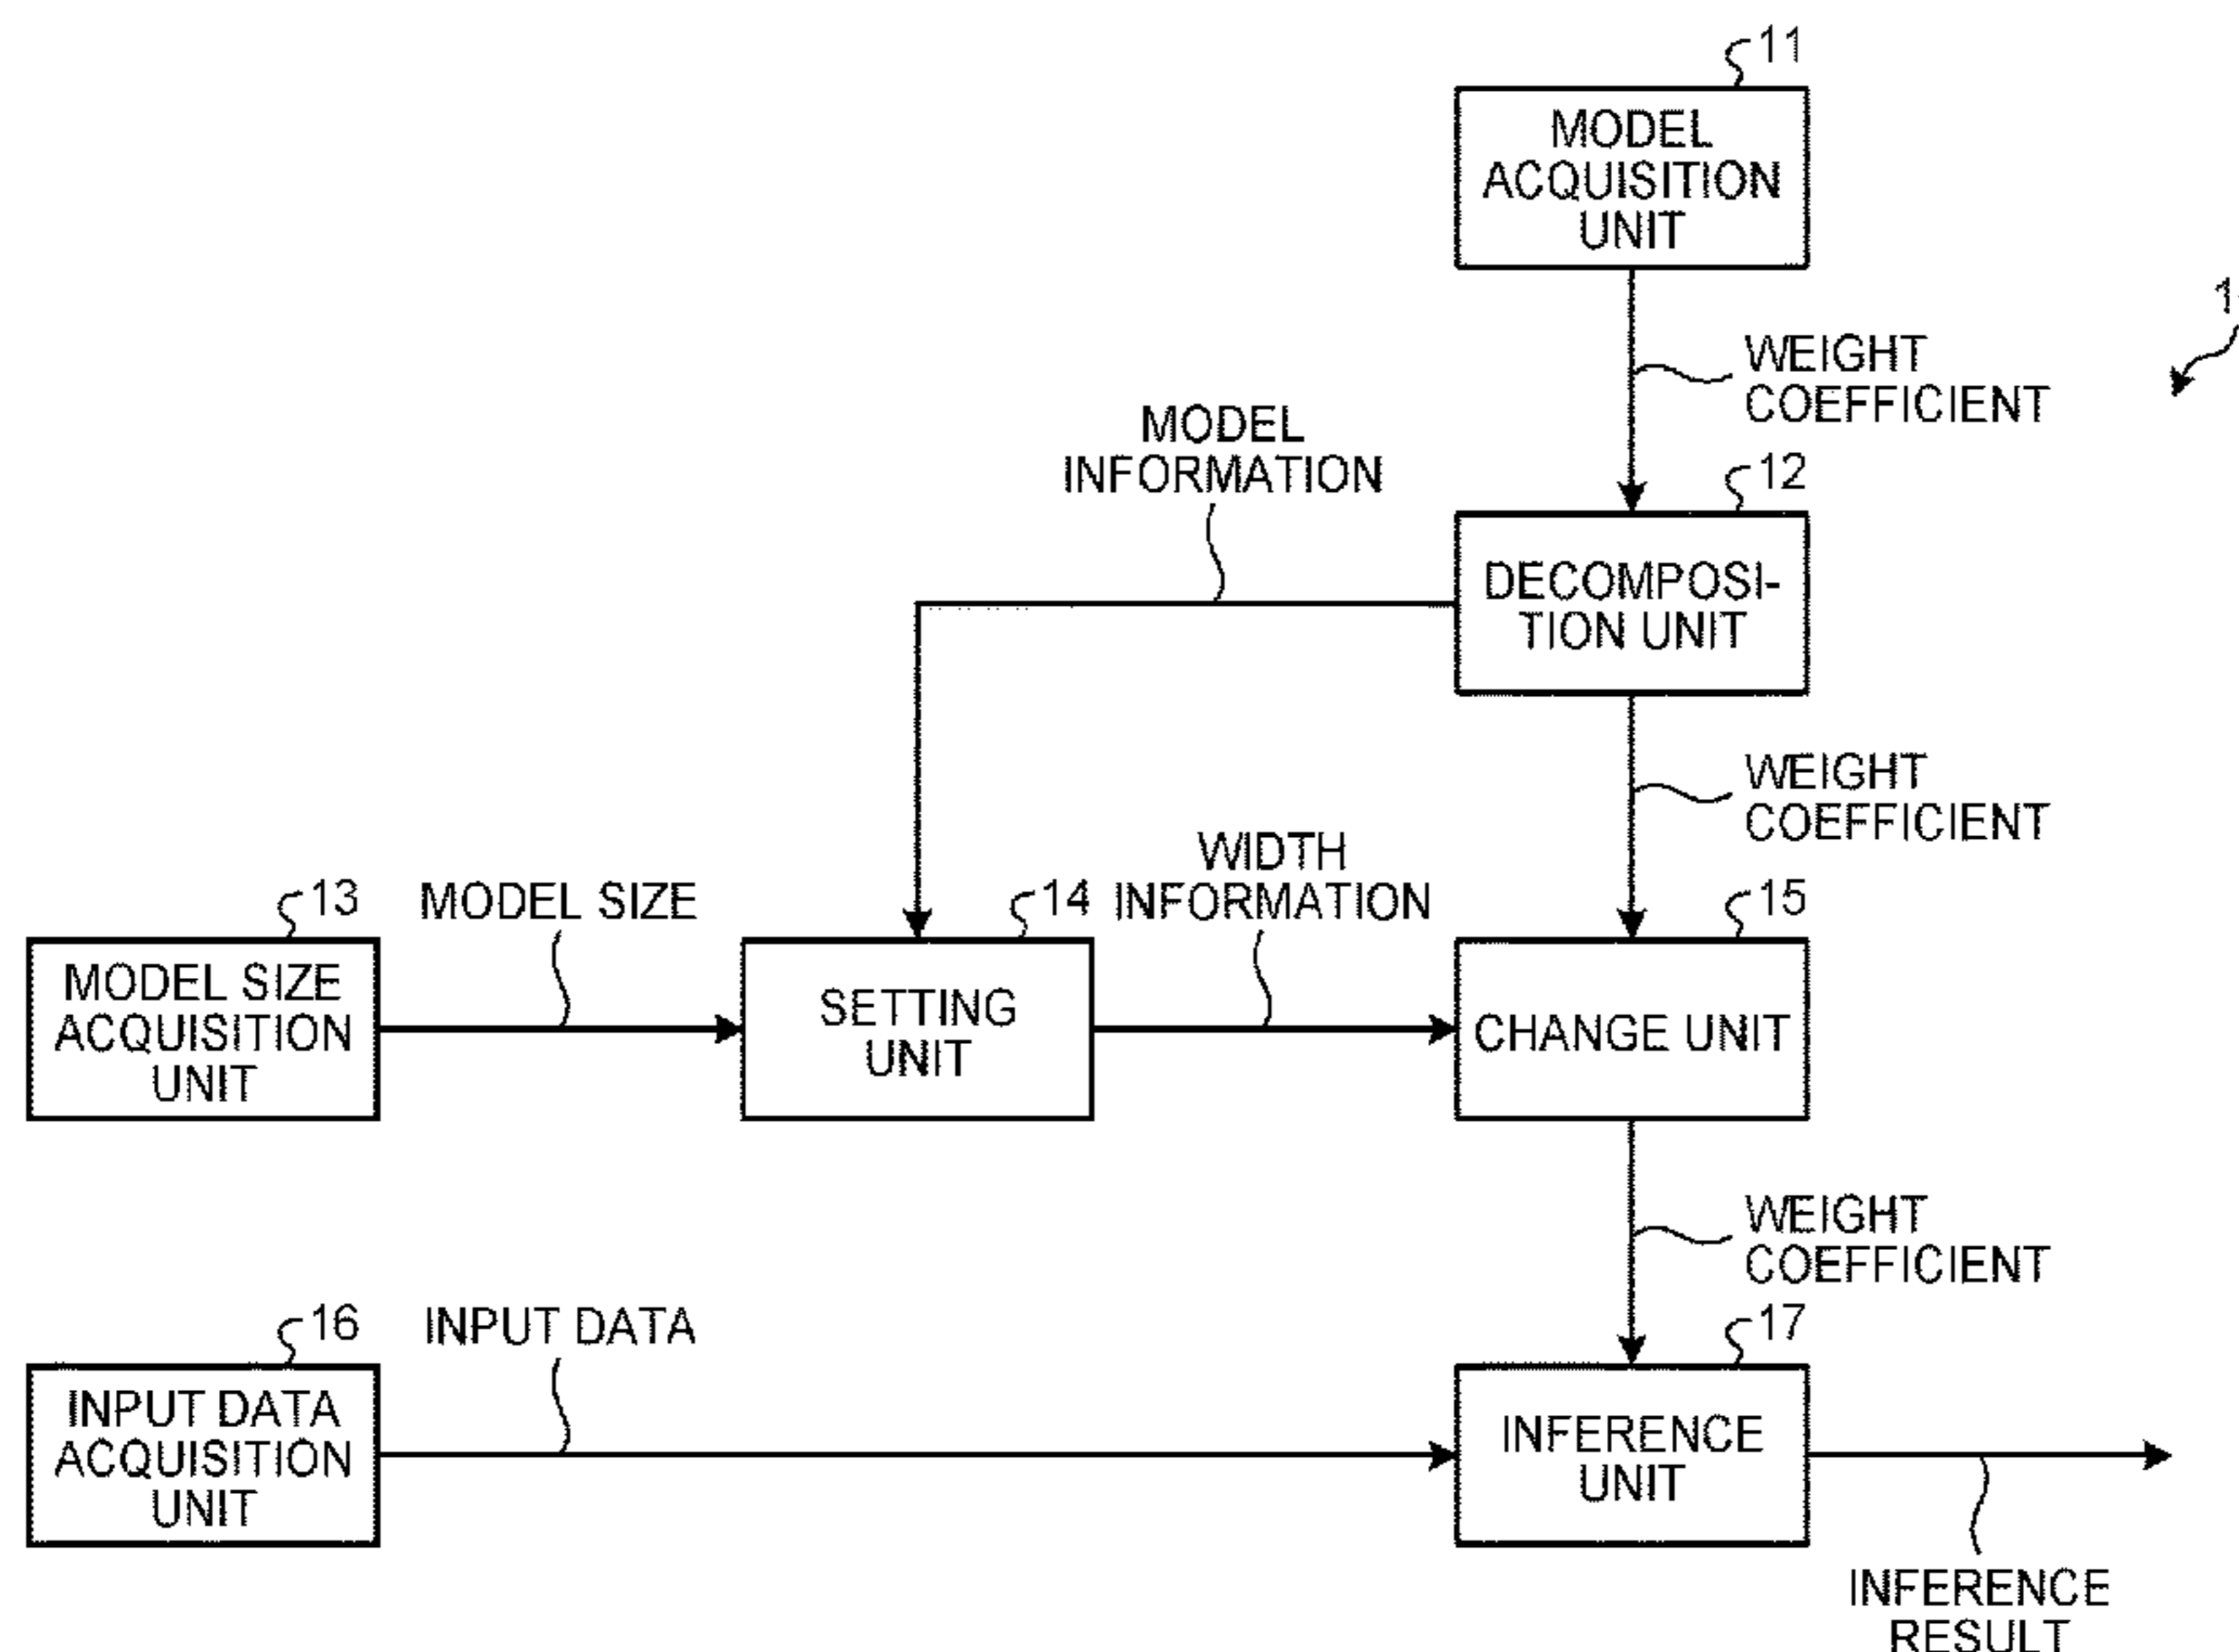 11
MODEL
ACQUISITION
UNIT
1
WEIGHT
COEFFICIENT
MODEL
INFORMATION
12
DECOMPOSI-
TION UNIT
WEIGHT
COEFFICIENT
13
MODEL SIZE
14
WIDTH
INFORMATION
15
MODEL SIZE
ACQUISITION
UNIT
SETTING
UNIT
CHANGE UNIT
WEIGHT
COEFFICIENT
16
INPUT DATA
17
INPUT DATA
ACQUISITION
UNIT
INFERENCE
UNIT
INFERENCE
RESULT